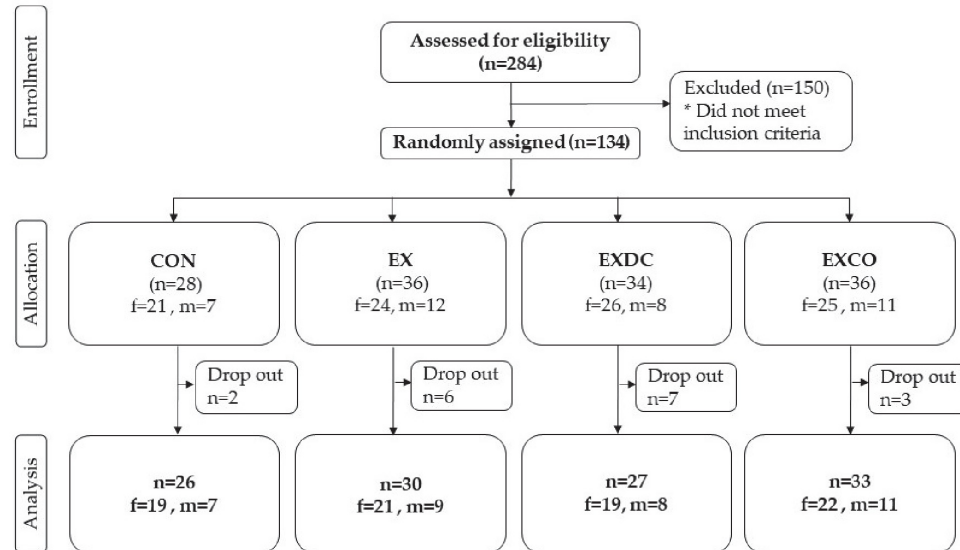 Enrollment
Assessed for eligibility
(n=284)
Excluded (n=150)
* Did not meet
inclusion criteria
Randomly assigned (n=134)
Allocation
CON
(n=28)
f=21 , m=7
EX
(n=36)
f=24, m=12
EXDC
(n=34)
f=26, m=8
EXCO
(n=36)
f=25, m=11
Drop out
n=2
Drop out
n=6
Drop out
n=7
Drop out
n=3
Analysis
n=26
f=19 , m=7
n=30
f=21 , m=9
n=27
f=19, m=8
n=33
f=22 , m=11